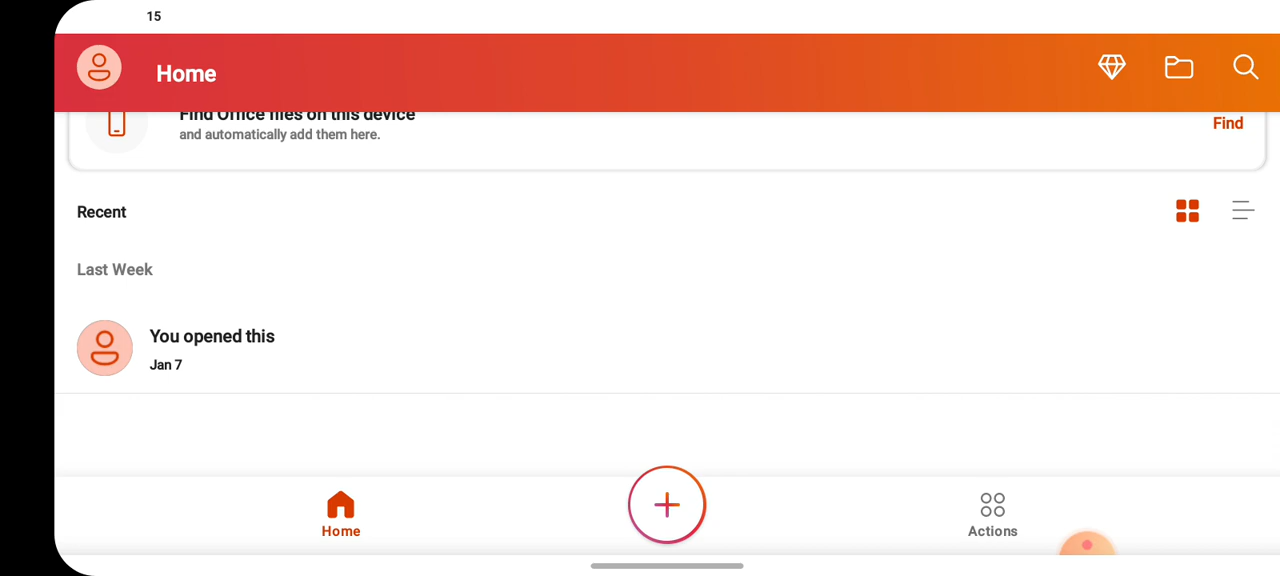 15
Home
Find Office files on this device
and automatically add them here.
Find
Recent
Last Week
You opened this
Jan 7
Home
Actions